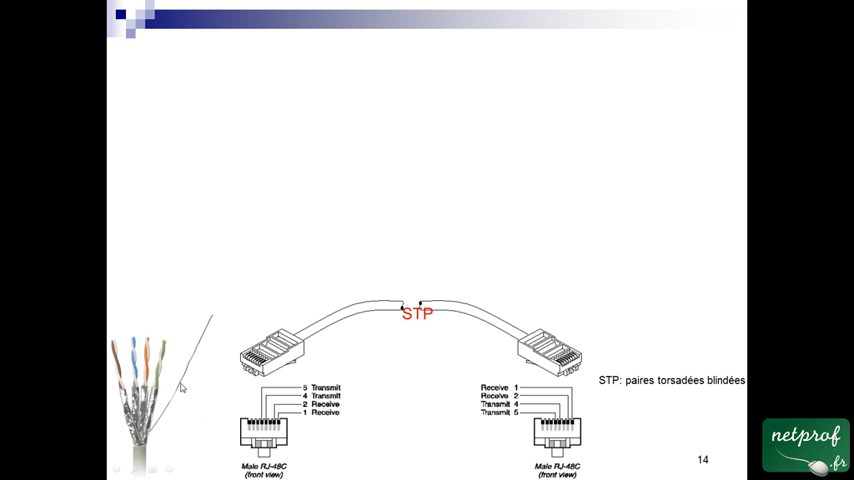 STP
STP: paires torsadées blindées
5 Transmit
4 Transmit
2 Receive
1 Receive
Receive 1
Receive 2
Transmit 4
Transmit 5
Male RJ-48C
(front view)
Male RJ-48C
(front view)
14
netprof
.fr